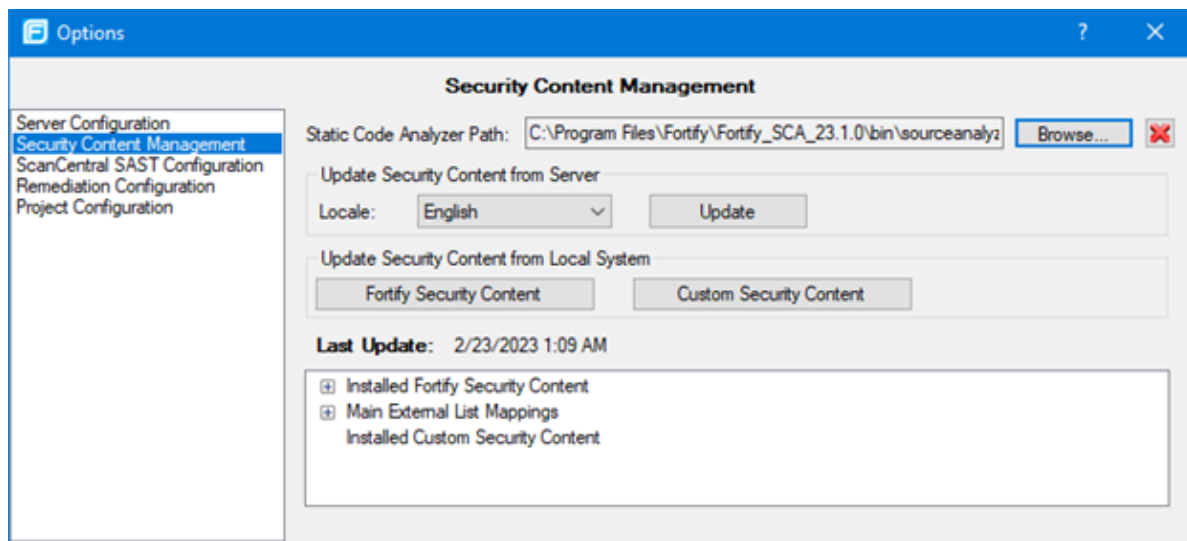 Options
Security Content Management
Server Configuration
Security Content Management
ScanCentral SAST Configuration
Remediation Configuration
Project Configuration
Static Code Analyzer Path: C:\Program Files\Fortify\Fortify_SCA_23.1.0\bin\sourceanalyz Browse...
Update Security Content from Server
Locale: English Update
Update Security Content from Local System
Fortify Security Content Custom Security Content
Last Update: 2/23/2023 1:09 AM
Installed Fortify Security Content
Main External List Mappings
Installed Custom Security Content